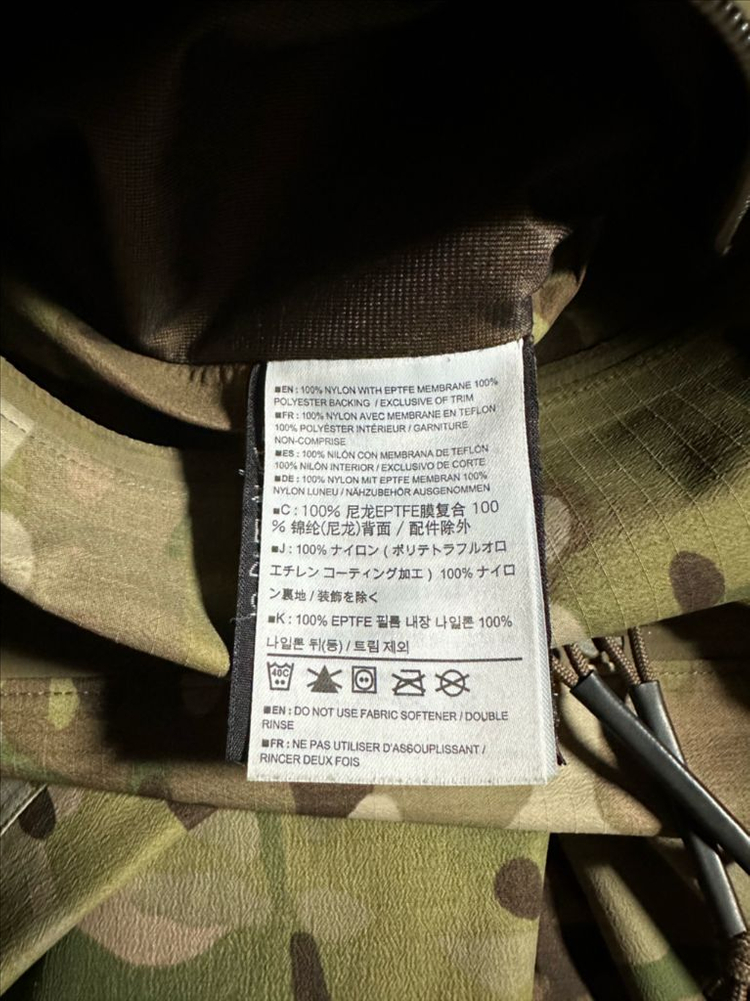 ■EN : 100% NYLON WITH EPTFE MEMBRANE 100%
POLYESTER BACKING / EXCLUSIVE OF TRIM
■FR : 100% NYLON AVEC MEMBRANE EN TEFLON
100% POLYÉSTER INTÉRIEUR / GARNITURE
NON-COMPRISE
■ES : 100% NILÓN CON MEMBRANA DE TEFLÓN
100% NILÓN INTERIOR / EXCLUSIVO DE CORTE
■DE : 100% NYLON MIT EPTFE MEMBRAN 100%
NYLON LUNEU / NÄHZUBEHÖR AUSGENOMMEN
■C : 100% 尼龙EPTFE膜复合 100
% 锦纶(尼龙)背面 / 配件除外
■J : 100% ナイロン ( ポリテトラフルオロ
エチレン コーティング加工 ) 100% ナイロ
ン裏地 / 装飾を除く
■K : 100% EPTFE 필름 내장 나일론 100%
나일론 뒤(등) / 트림 제외
40C
■EN : DO NOT USE FABRIC SOFTENER / DOUBLE
RINSE
■FR : NE PAS UTILISER D'AS6OUPLISSANT /
RINCER DEUX FOIS